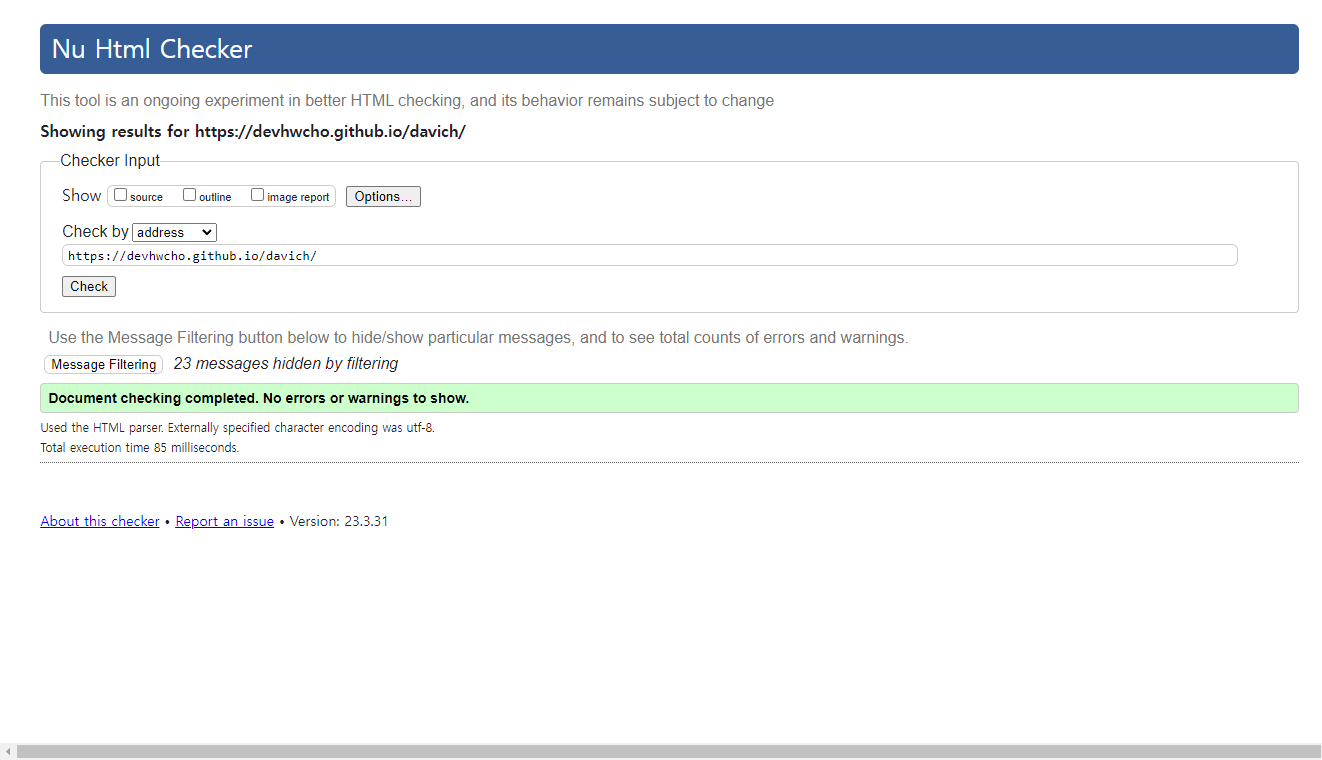 Nu Html Checker
This tool is an ongoing experiment in better HTML checking, and its behavior remains subject to change
Showing results for https://devhwcho.github.io/davich/
Checker Input
Show source outline image report Options...
Check by address
https://devhwcho.github.io/davich/
Check
Use the Message Filtering button below to hide/show particular messages, and to see total counts of errors and warnings.
Message Filtering 23 messages hidden by filtering
Document checking completed. No errors or warnings to show.
Used the HTML parser. Externally specified character encoding was utf-8.
Total execution time 85 milliseconds.
About this checker • Report an issue • Version: 23.3.31